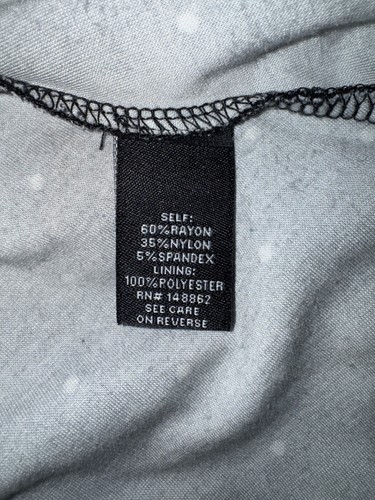 SELF:
60%RAYON
35%NYLON
5%SPANDEX
LINING:
100%POLYESTER
RN# 148862
SEE CARE
ON REVERSE